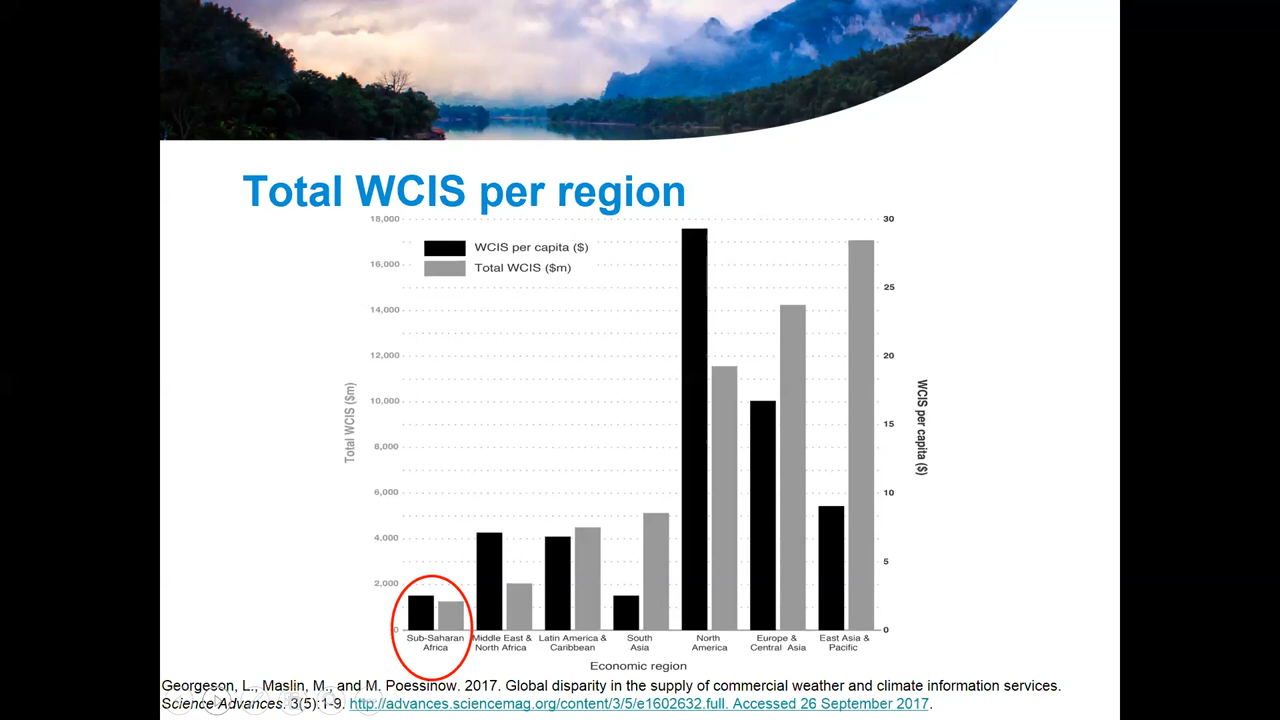 Total WCIS per region
18,000
30
WCIS per capita ($)
Total WCIS ($m)
16,000
25
14,000
12,000
20
10,000
15
8,000
6,000
10
4,000
5
2,000
0
0
Total WCIS ($m)
WCIS per capita ($)
Sub-Saharan
Africa
Middle East &
North Africa
Latin America &
Caribbean
South
Asia
North
America
Europe &
Central Asia
East Asia &
Pacific
Economic region
Georgeson, L., Maslin, M., and M. Poessinow. 2017. Global disparity in the supply of commercial weather and climate information services.
Science Advances. 3(5):1-9. http://advances.sciencemag.org/content/3/5/e1602632.full. Accessed 26 September 2017.